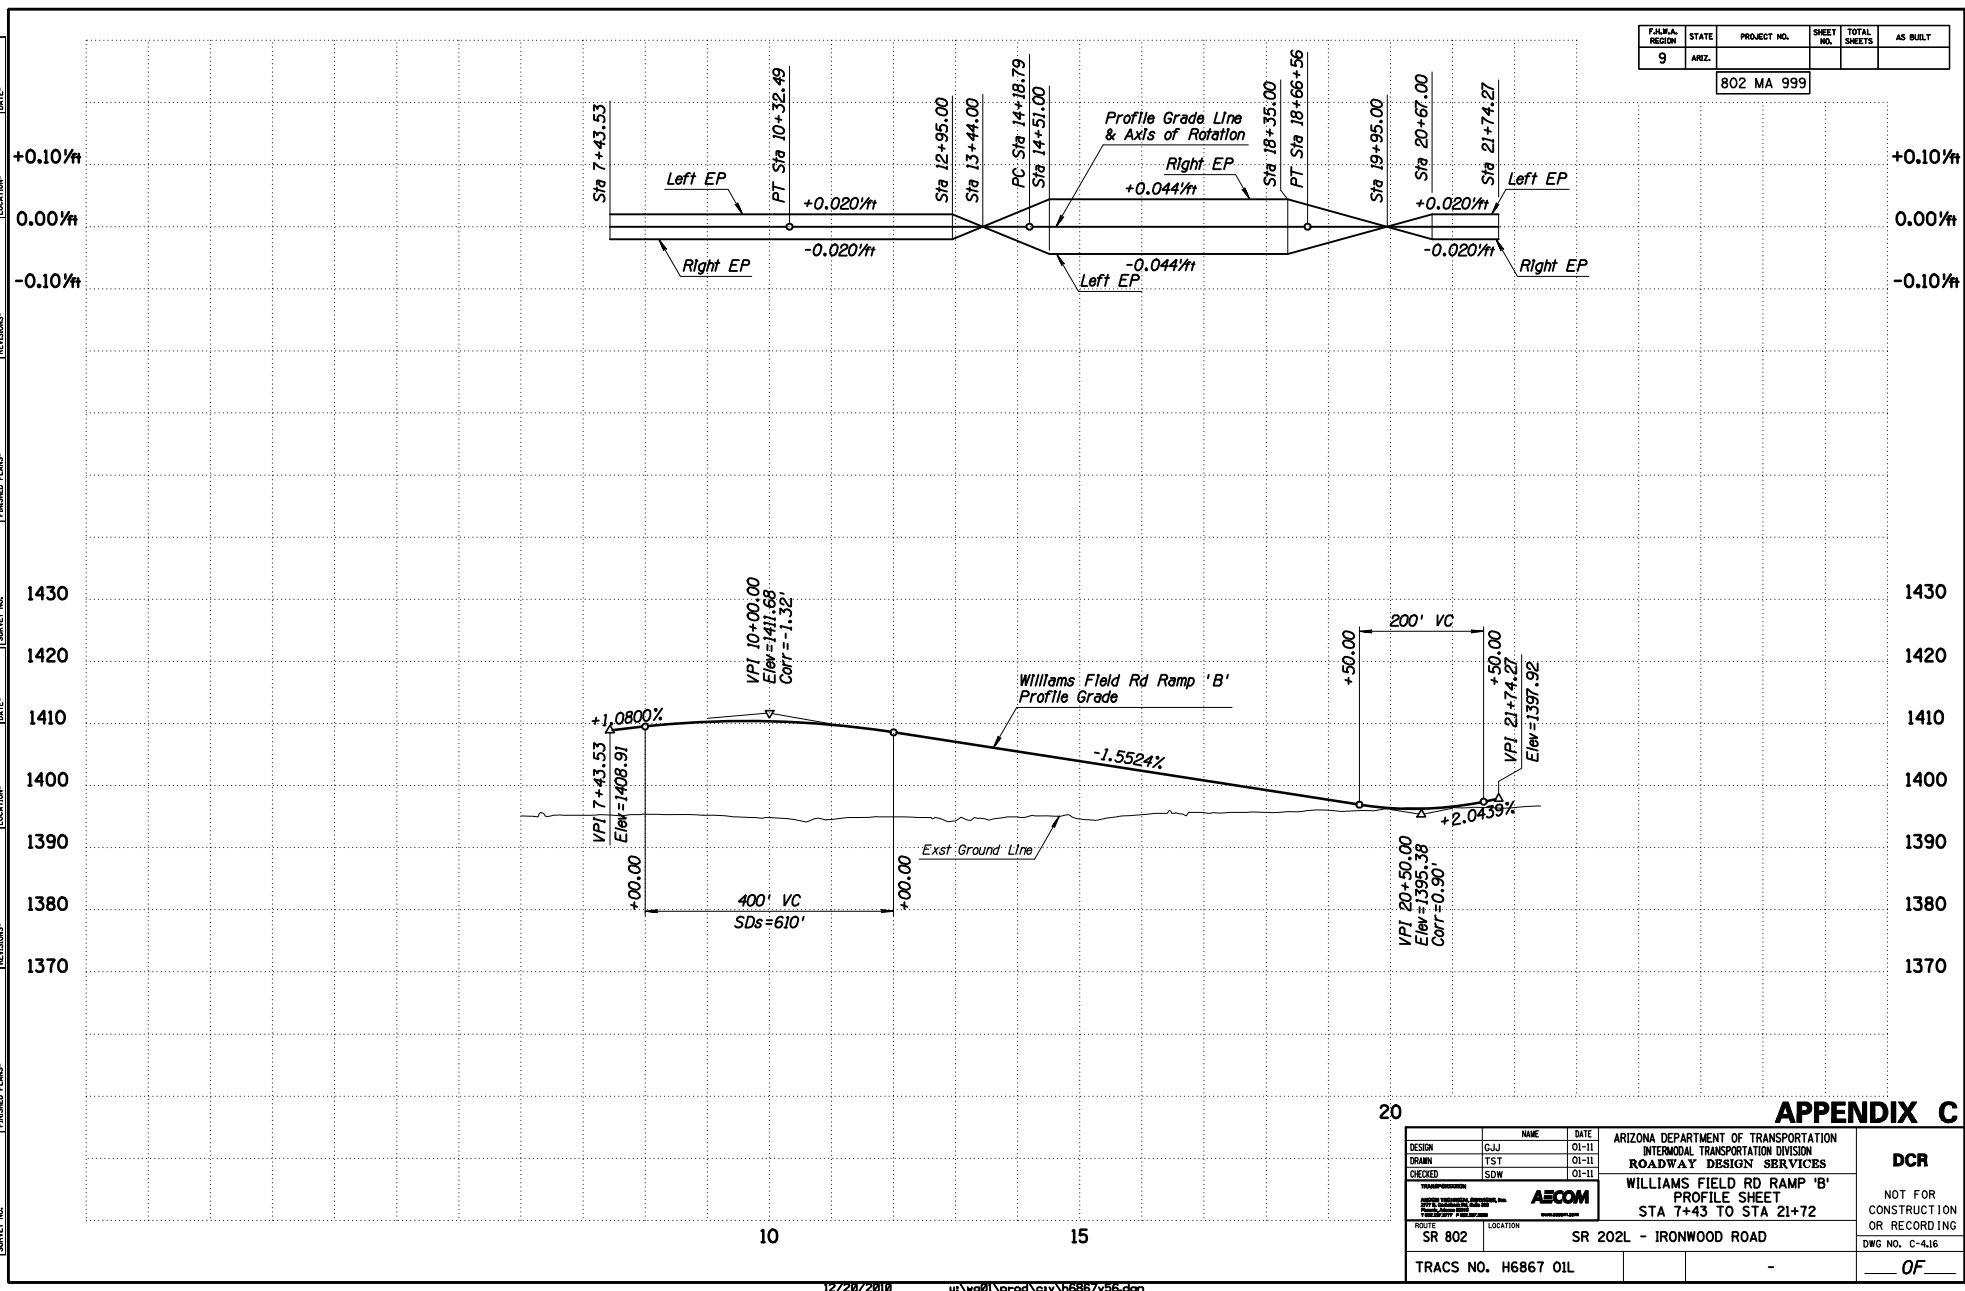 F.H.W.A. REGION STATE PROJECT NO. SHEET NO. TOTAL SHEETS AS BUILT
9 ARIZ.
802 MA 999
Sta 7+43.53
PT Sta 10+32.49
Sta 12+95.00
Sta 13+44.00
PC Sta 14+18.79
Sta 14+51.00
Sta 18+35.00
PT Sta 18+66+56
Sta 19+95.00
Sta 20+67.00
Sta 21+74.27
Profile Grade Line
& Axis of Rotation
+0.10'/ft
0.00'/ft
-0.10'/ft
Left EP
+0.020'/ft
-0.020'/ft
Right EP
Right EP
+0.044'/ft
-0.044'/ft
Left EP
+0.020'/ft
-0.020'/ft
Left EP
Right EP
+0.10'/ft
0.00'/ft
-0.10'/ft
1430
1420
1410
1400
1390
1380
1370
1430
1420
1410
1400
1390
1380
1370
VPI 10+00.00
Elev=1411.68
Corr=-1.32'
+1.0800%
VPI 7+43.53
Elev=1408.91
+00.00
+00.00
400' VC
SDs=610'
Williams Field Rd Ramp 'B'
Profile Grade
-1.5524%
Exst Ground Line
200' VC
+50.00
+50.00
VPI 21+74.27
Elev=1397.92
+2.0439%
VPI 20+50.00
Elev=1395.38
Corr=0.90'
10
15
20
APPENDIX C
NAME DATE
DESIGN GJJ 01-11
DRAWN TST 01-11
CHECKED SDW 01-11
AECOM
ARIZONA DEPARTMENT OF TRANSPORTATION
INTERMODAL TRANSPORTATION DIVISION
ROADWAY DESIGN SERVICES
WILLIAMS FIELD RD RAMP 'B'
PROFILE SHEET
STA 7+43 TO STA 21+72
DCR
NOT FOR
CONSTRUCTION
OR RECORDING
DWG NO. C-4.16
ROUTE
SR 802
LOCATION
SR 202L - IRONWOOD ROAD
TRACS NO. H6867 01L
-
OF
12/20/2010